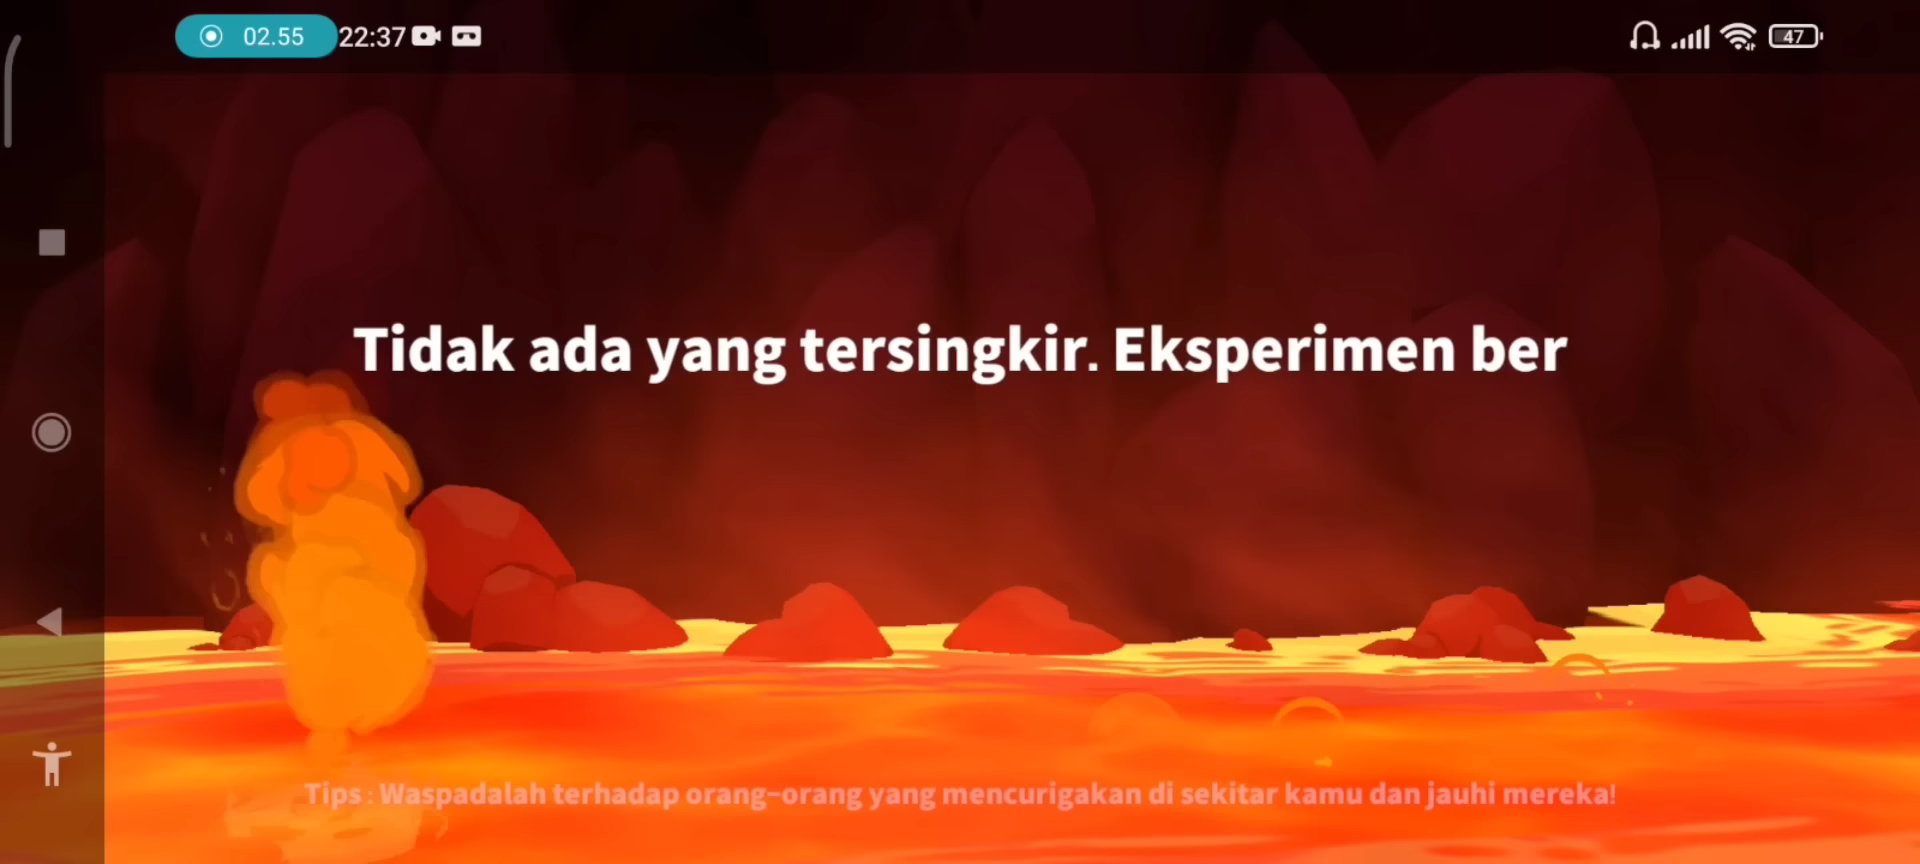 02.55 22:37 47
Tidak ada yang tersingkir. Eksperimen ber
Tips : Waspadalah terhadap orang-orang yang mencurigakan di sekitar kamu dan jauhi mereka!